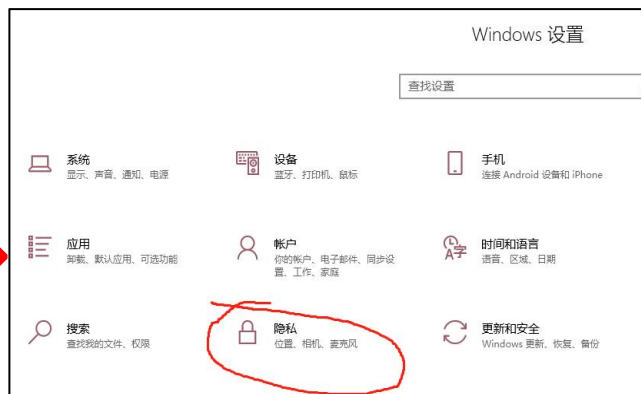 Windows 设置
查找设置
系统
显示、声音、通知、电源
设备
蓝牙、打印机、鼠标
手机
连接 Android 设备和 iPhone
应用
卸载、默认应用、可选功能
帐户
你的帐户、电子邮件、同步设
置、工作、家庭
时间和语言
语音、区域、日期
搜索
查找我的文件、权限
隐私
位置、相机、麦克风
更新和安全
Windows 更新、恢复、备份